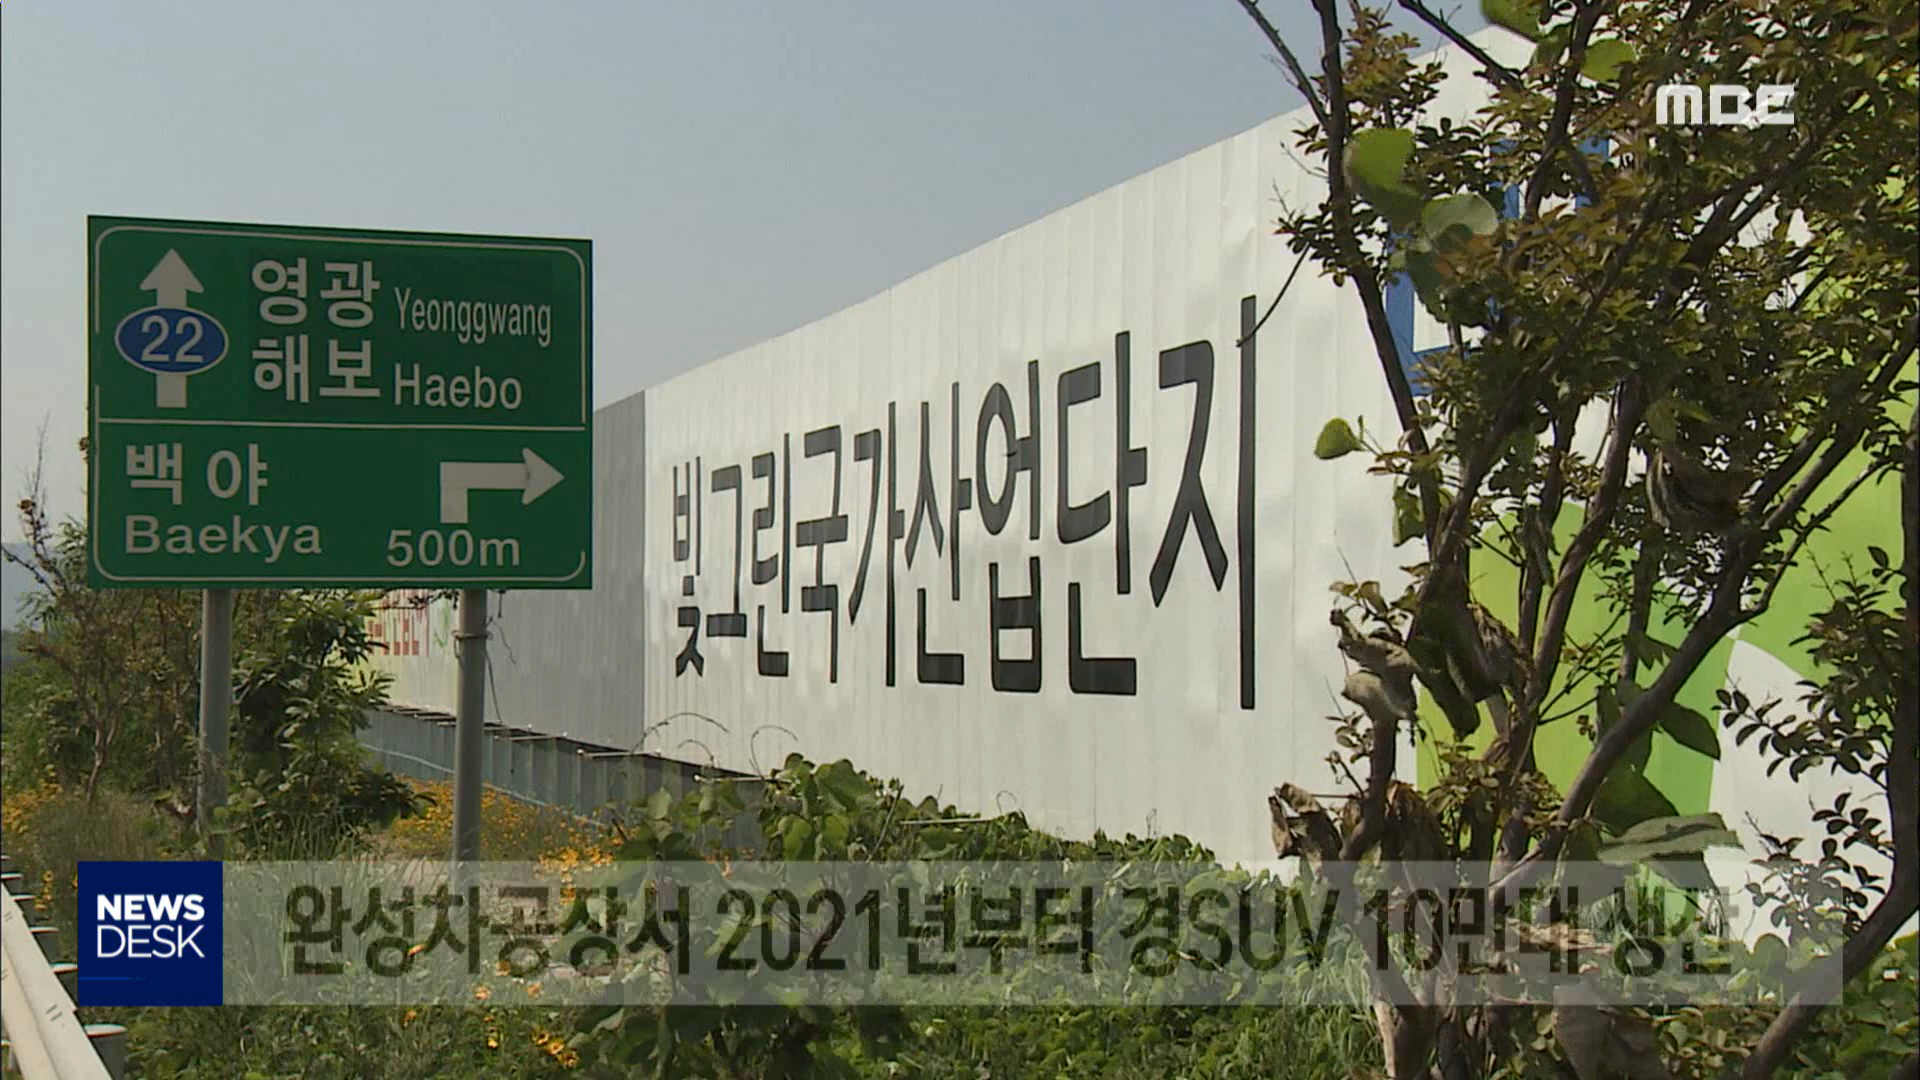 MBC
22
영광 Yeonggwang
해보 Haebo
백야
Baekya
500m
빛그린국가산업단지
NEWS
DESK
완성차공장서 2021년부터 경SUV 10만대 생산